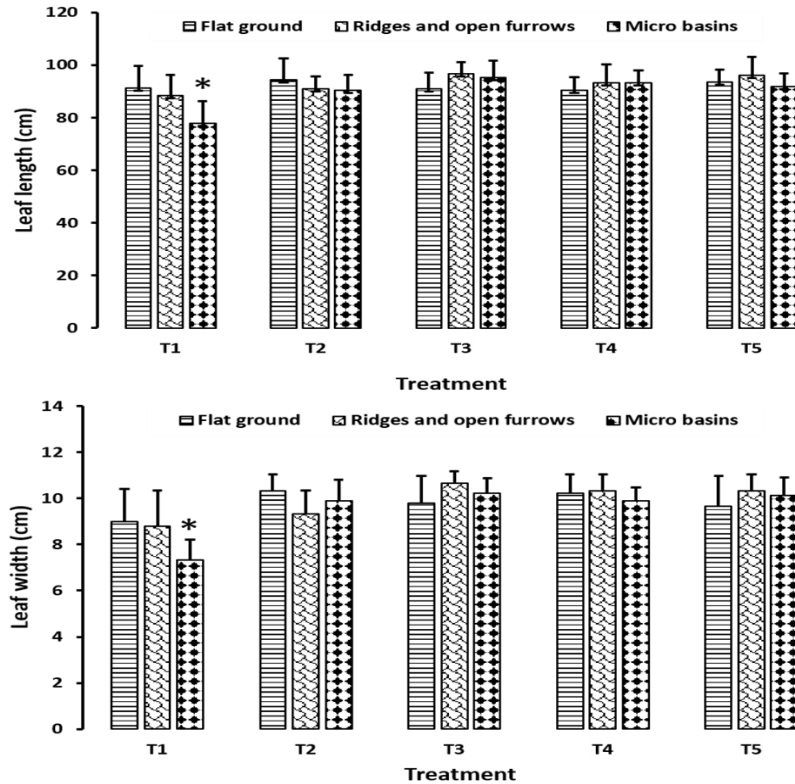 120
Flat ground Ridges and open furrows Micro basins
100
*
80
60
40
20
0
Leaf length (cm)
T1 T2 T3 T4 T5
Treatment
14
Flat ground Ridges and open furrows Micro basins
12
10
*
8
6
4
2
0
Leaf width (cm)
T1 T2 T3 T4 T5
Treatment